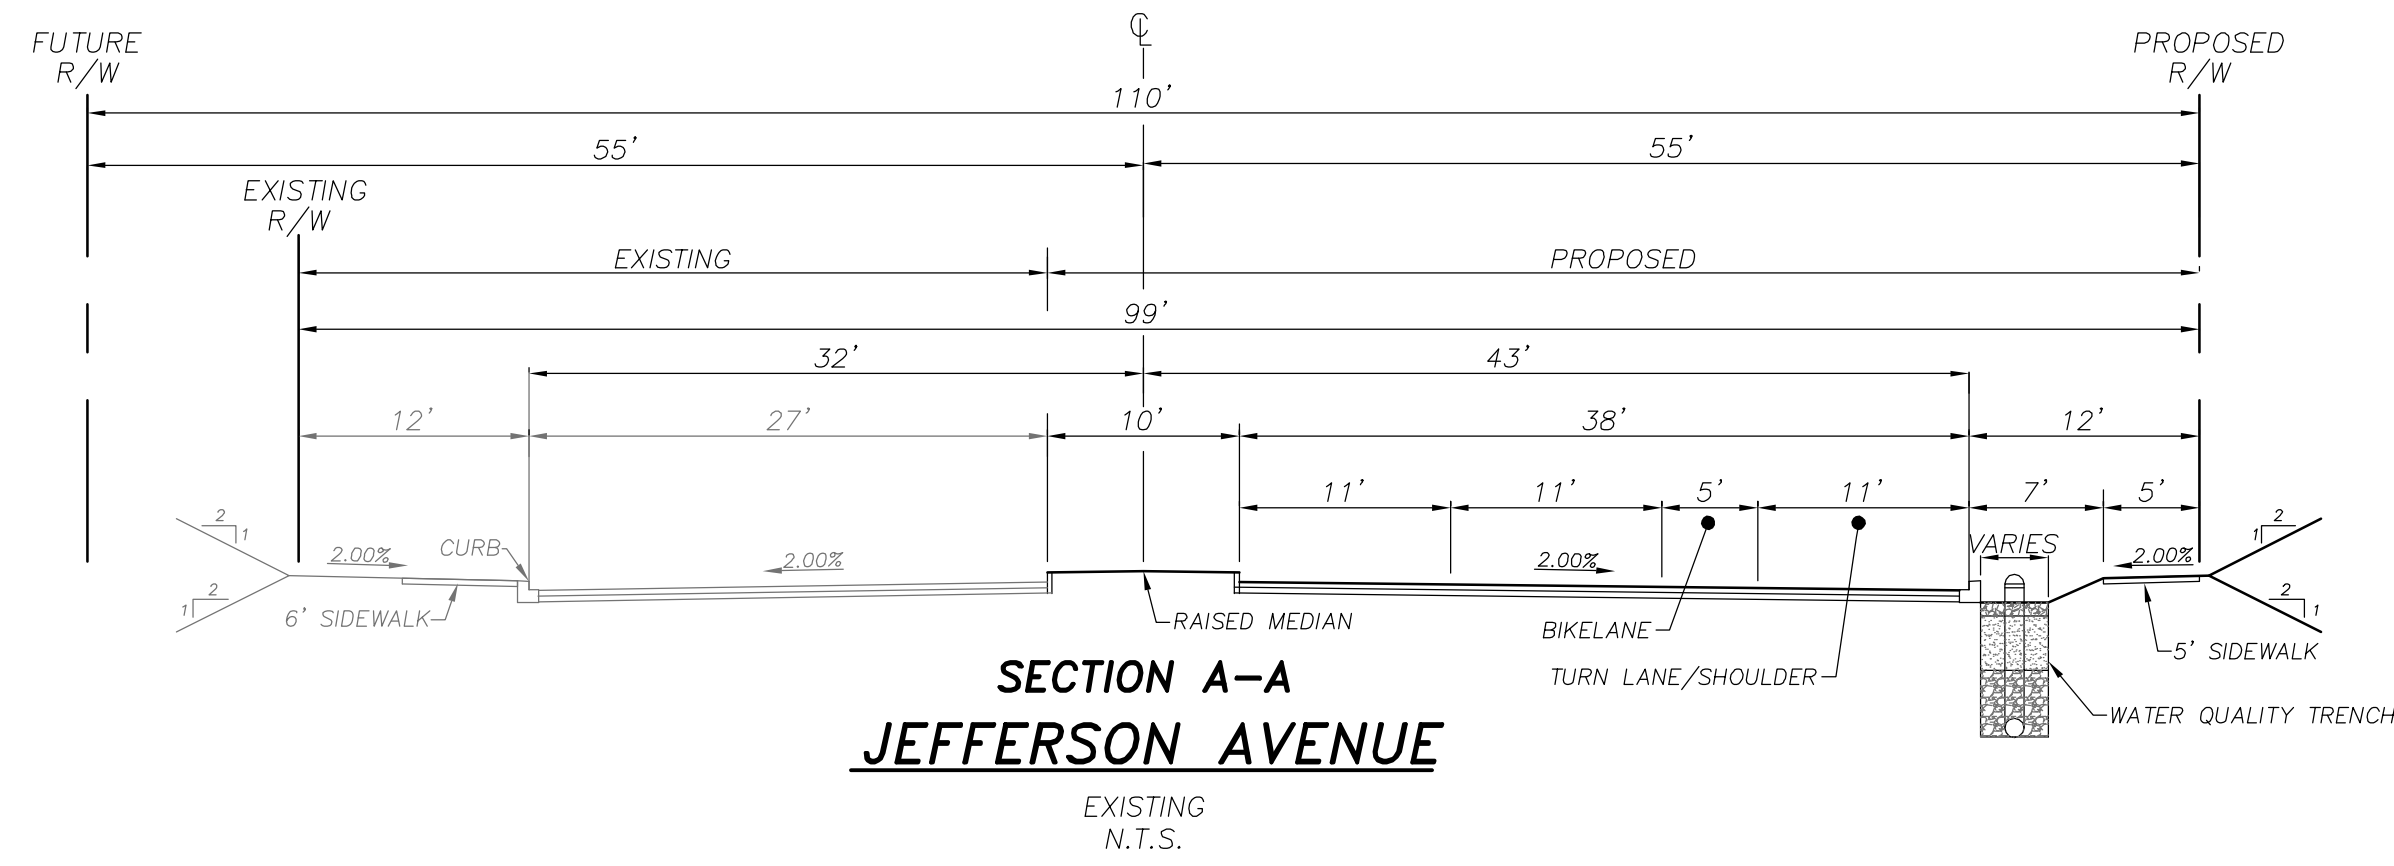 ℄
FUTURE
R/W
PROPOSED
R/W
110'
55'
55'
EXISTING
R/W
EXISTING
PROPOSED
99'
32'
43'
12'
27'
10'
38'
12'
11'
11'
5'
11'
7'
5'
2
1
2
1
2.00%
CURB
2.00%
2.00%
VARIES
2.00%
2
1
2
1
6' SIDEWALK
RAISED MEDIAN
BIKELANE
TURN LANE/SHOULDER
5' SIDEWALK
WATER QUALITY TRENCH
SECTION A-A
JEFFERSON AVENUE
EXISTING
N.T.S.